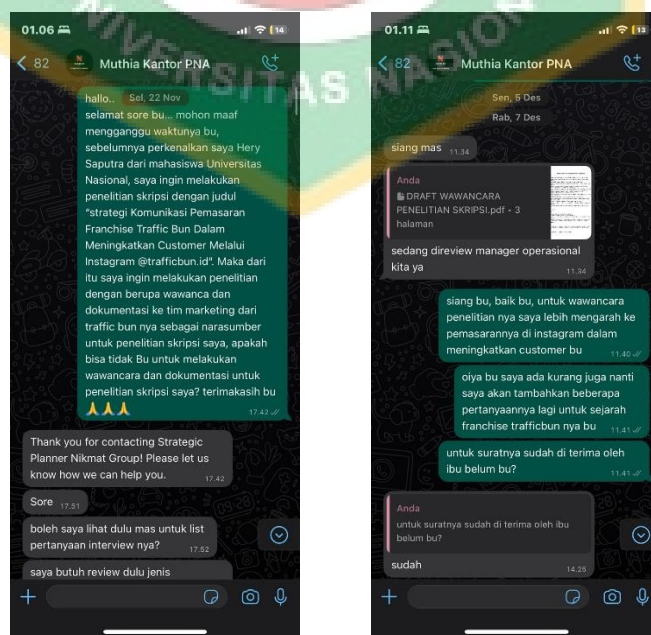 UNIVERSITAS NASIONAL
01.06
14
82
Muthia Kantor PNA
Sel, 22 Nov
hallo..
selamat sore bu... mohon maaf
mengganggu waktunya bu,
sebelumnya perkenalkan saya Hery
Saputra dari mahasiswa Universitas
Nasional, saya ingin melakukan
penelitian skripsi dengan judul
"strategi Komunikasi Pemasaran
Franchise Traffic Bun Dalam
Meningkatkan Customer Melalui
Instagram @trafficbun.id". Maka dari
itu saya ingin melakukan penelitian
dengan berupa wawanca dan
dokumentasi ke tim marketing dari
traffic bun nya sebagai narasumber
untuk penelitian skripsi saya, apakah
bisa tidak Bu untuk melakukan
wawancara dan dokumentasi untuk
penelitian skripsi saya? terimakasih bu
17.42
Thank you for contacting Strategic
Planner Nikmat Group! Please let us
know how we can help you.
17.42
Sore 17.51
boleh saya lihat dulu mas untuk list
pertanyaan interview nya?
17.52
saya butuh review dulu jenis
01.11
13
82
Muthia Kantor PNA
Sen, 5 Des
Rab, 7 Des
siang mas 11.34
Anda
DRAFT WAWANCARA
PENELITIAN SKRIPSI.pdf • 3
halaman
sedang direview manager operasional
kita ya
11.34
siang bu, baik bu, untuk wawancara
penelitian nya saya lebih mengarah ke
pemasarannya di instagram dalam
meningkatkan customer bu
11.40
oiya bu saya ada kurang juga nanti
saya akan tambahkan beberapa
pertanyaannya lagi untuk sejarah
franchise trafficbun nya bu 11.41
untuk suratnya sudah di terima oleh
ibu belum bu?
11.41
Anda
untuk suratnya sudah di terima oleh ibu
belum bu?
sudah
14.25